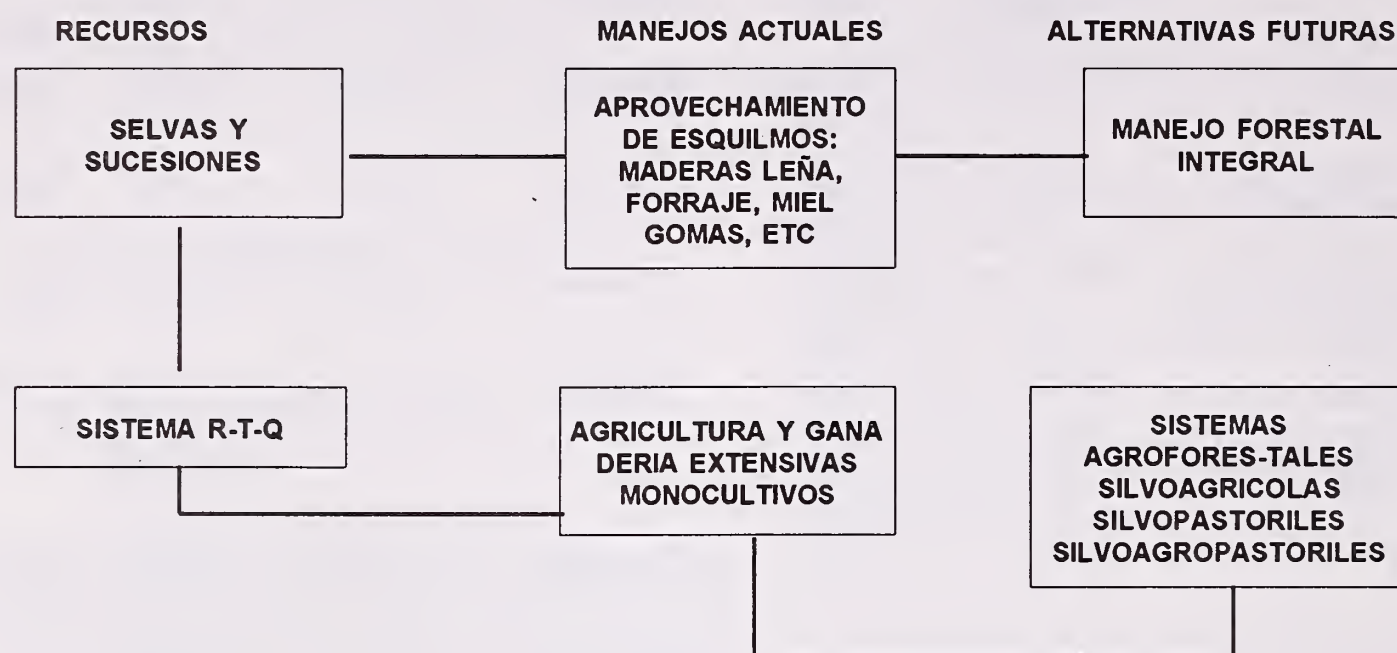 RECURSOS
MANEJOS ACTUALES
ALTERNATIVAS FUTURAS
SELVAS Y
SUCESIONES
APROVECHAMIENTO
DE ESQUILMOS:
MADERAS LEÑA,
FORRAJE, MIEL
GOMAS, ETC
MANEJO FORESTAL
INTEGRAL
SISTEMA R-T-Q
AGRICULTURA Y GANA
DERIA EXTENSIVAS
MONOCULTIVOS
SISTEMAS
AGROFORES-TALES
SILVOAGRICOLAS
SILVOPASTORILES
SILVOAGROPASTORILES